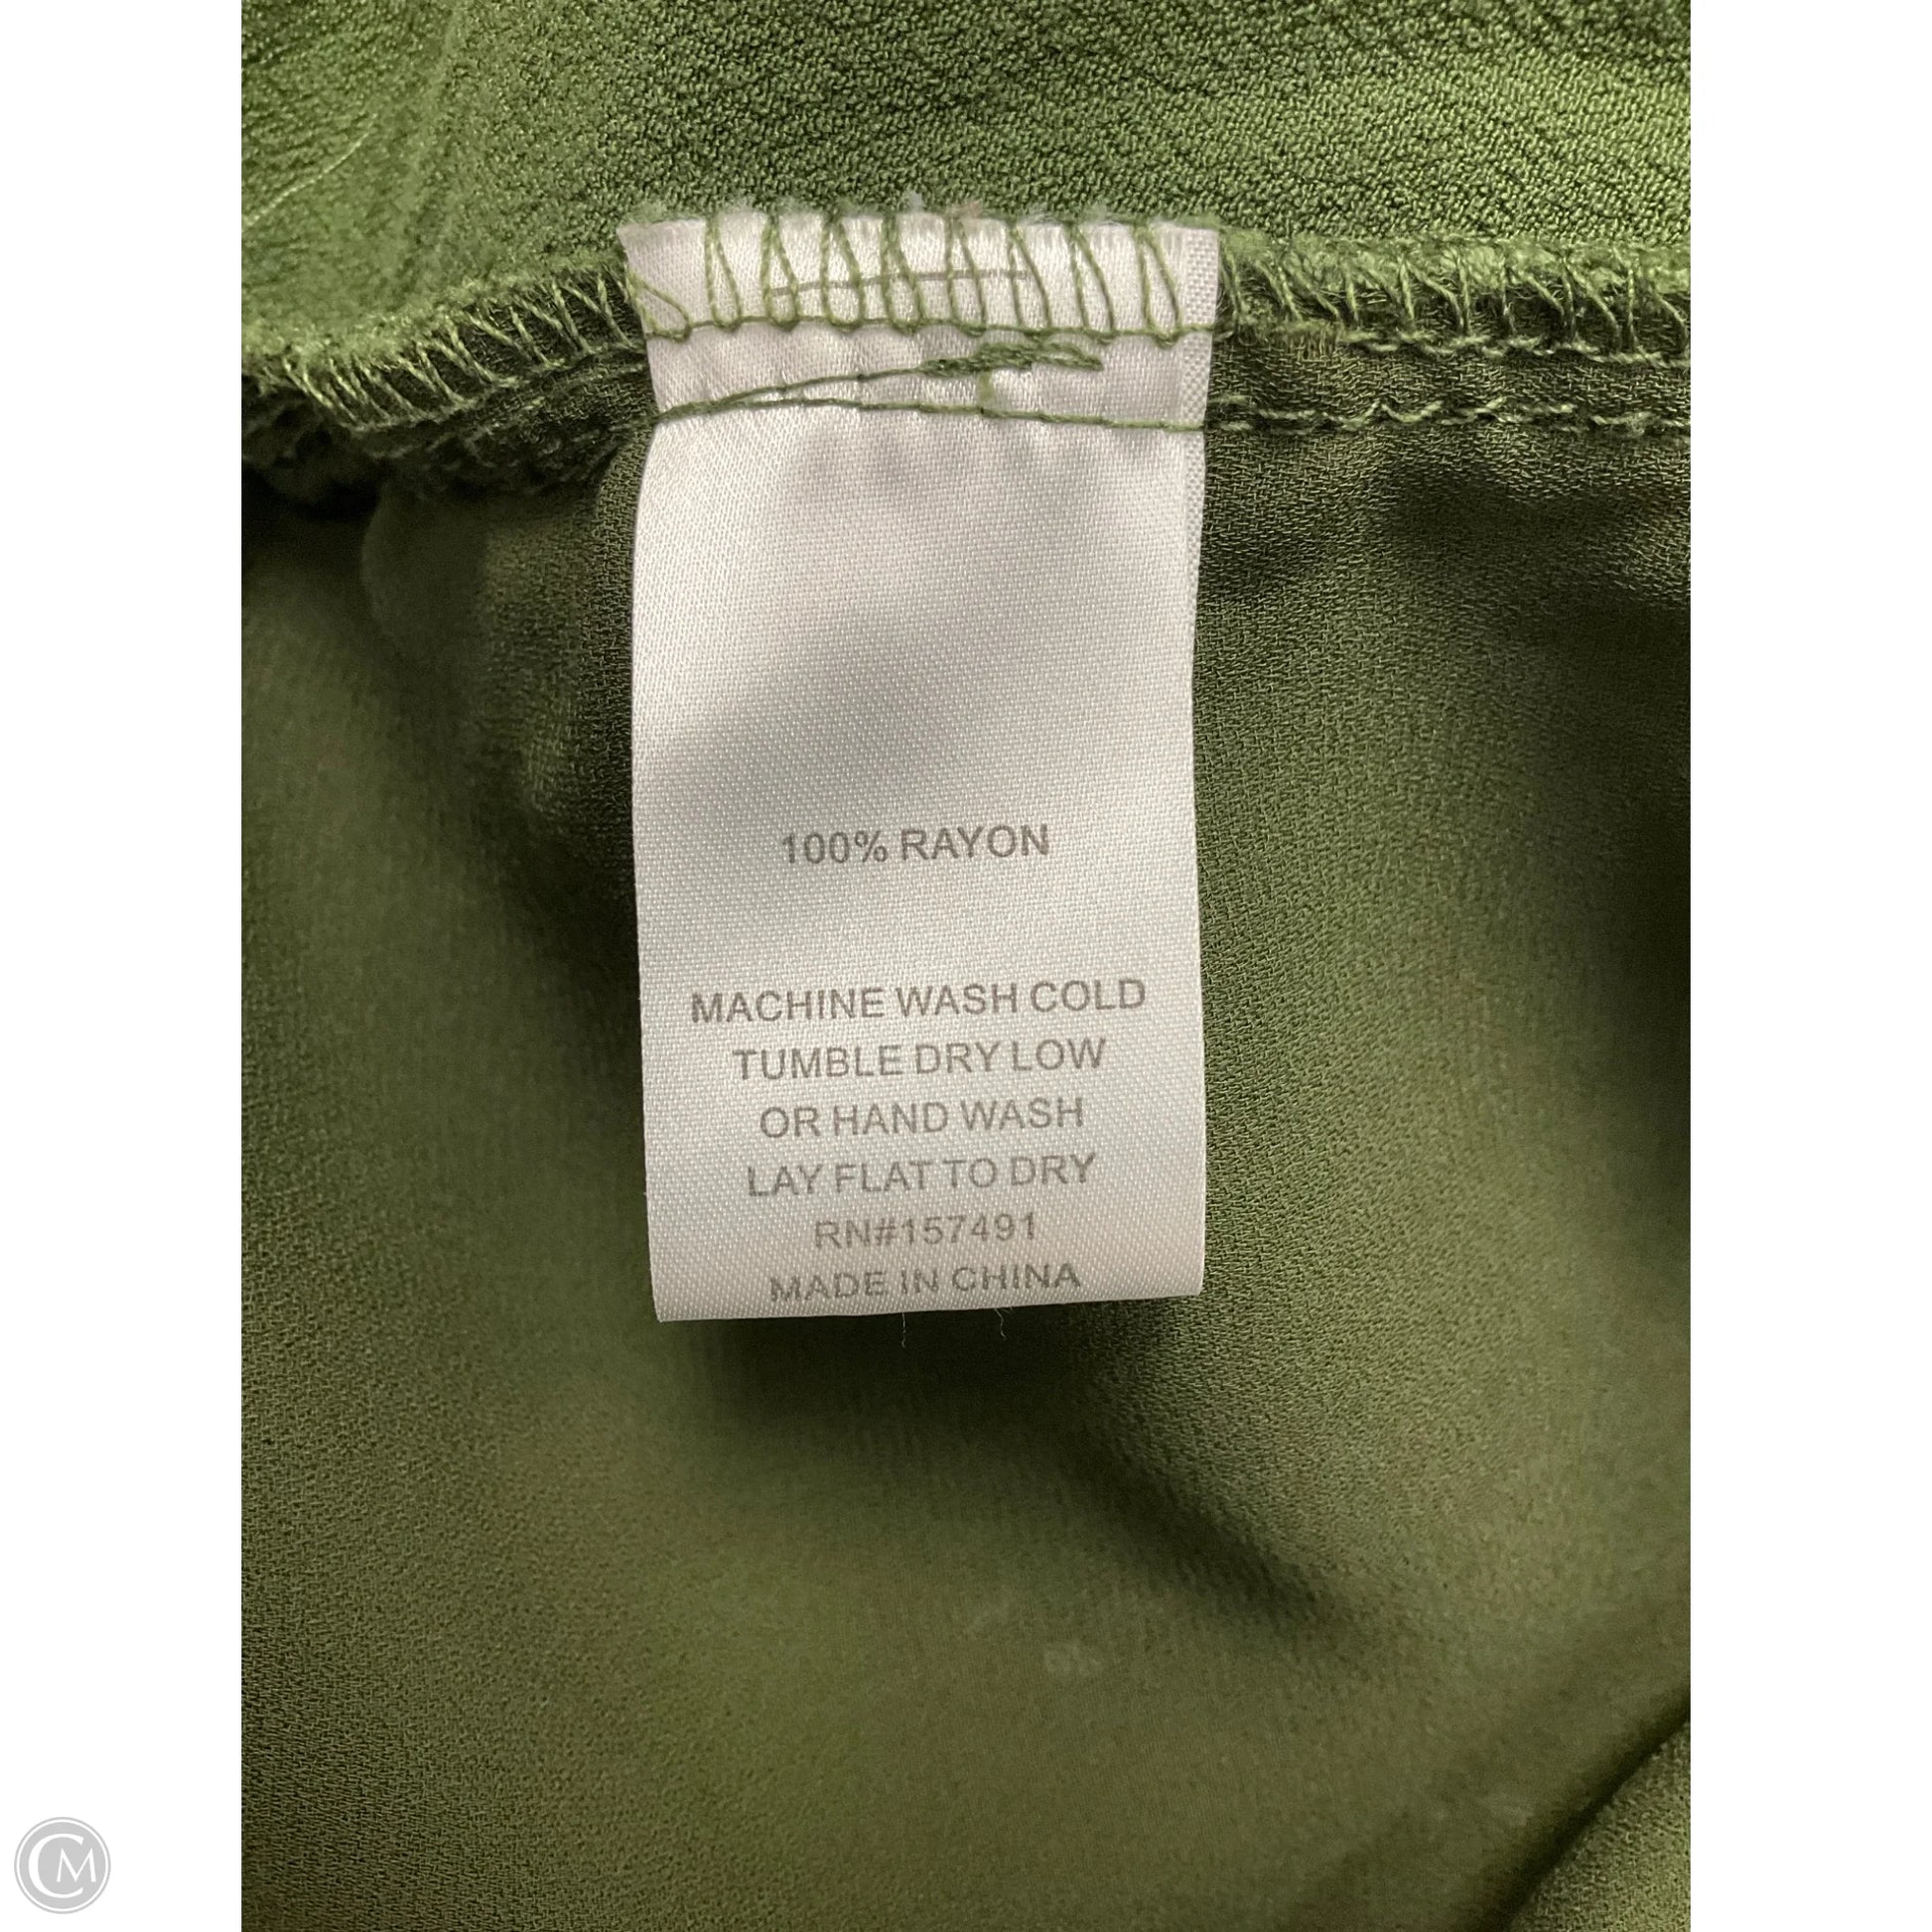 100% RAYON
MACHINE WASH COLD
TUMBLE DRY LOW
OR HAND WASH
LAY FLAT TO DRY
RN#157491
MADE IN CHINA
CM